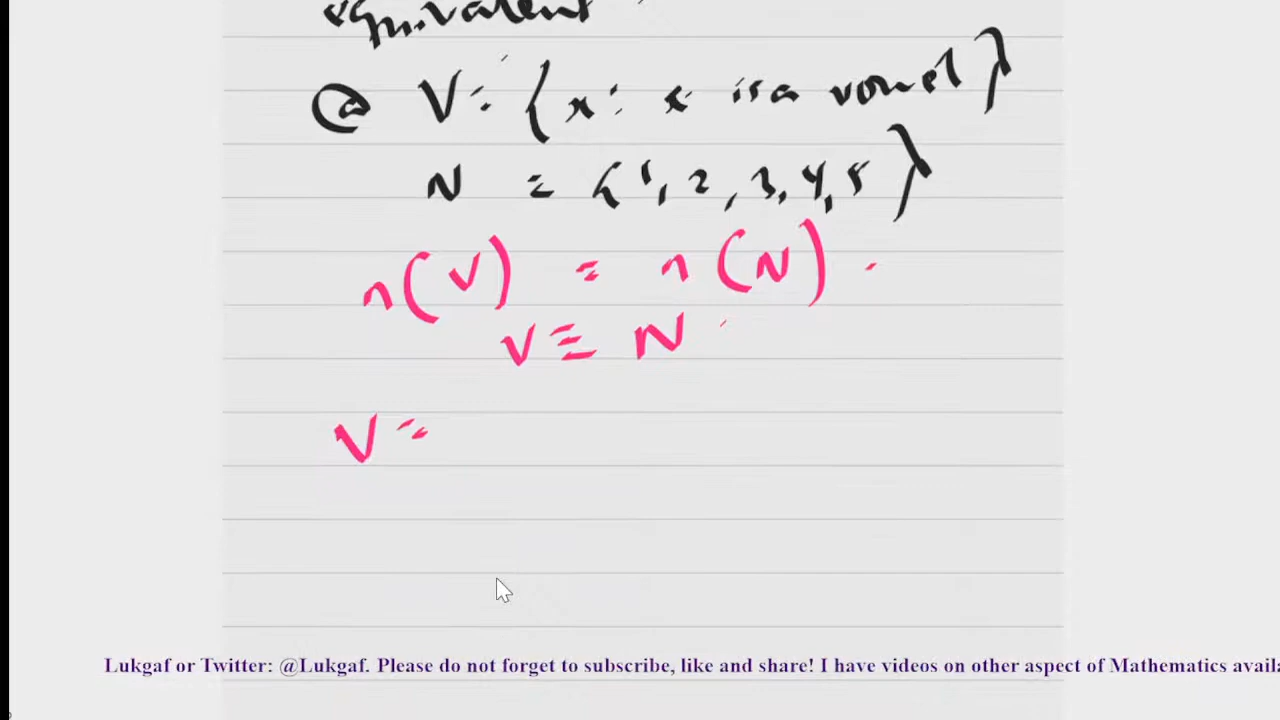 equivalent
(a) V = {x : x is a vowel}
N = {1, 2, 3, 4, 5}
n(V) = n(N).
V ≡ N
V =
Lukgaf or Twitter: @Lukgaf. Please do not forget to subscribe, like and share! I have videos on other aspect of Mathematics availa